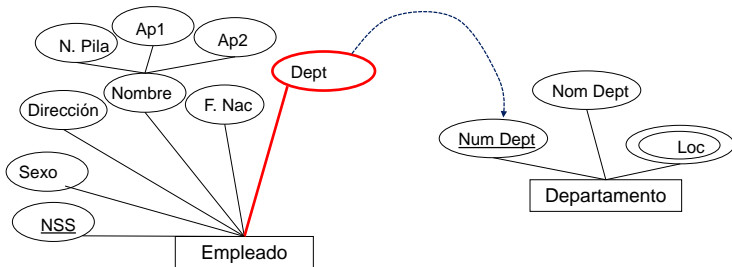 Ap1
N. Pila
Ap2
Dept
Nombre
Nom Dept
F. Nac
Dirección
Num Dept
Loc
Sexo
Departamento
NSS
Empleado